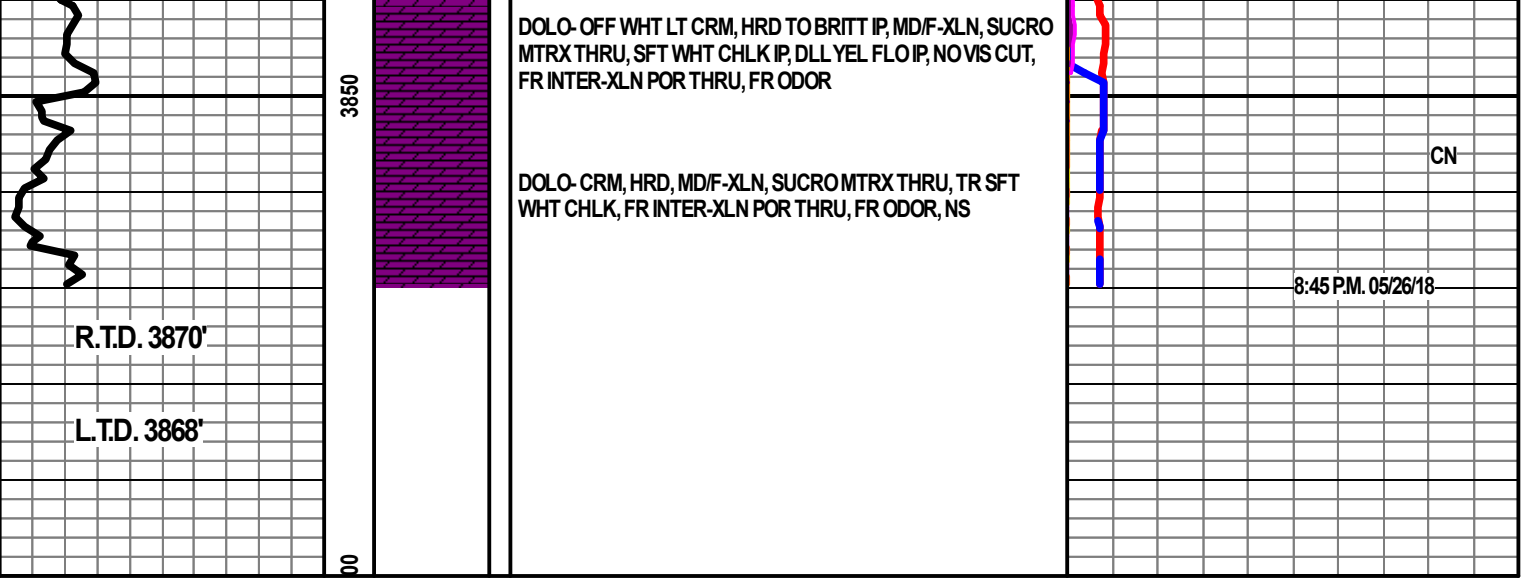 DOLO- OFF WHT LT CRM, HRD TO BRITT IP, MD/F-XLN, SUCRO
MTRX THRU, SFT WHT CHLK IP, DLL YEL FLO IP, NO VIS CUT,
FR INTER-XLN POR THRU, FR ODOR
3850
CN
DOLO- CRM, HRD, MD/F-XLN, SUCRO MTRX THRU, TR SFT
WHT CHLK, FR INTER-XLN POR THRU, FR ODOR, NS
8:45 P.M. 05/26/18
R.T.D. 3870'
L.T.D. 3868'